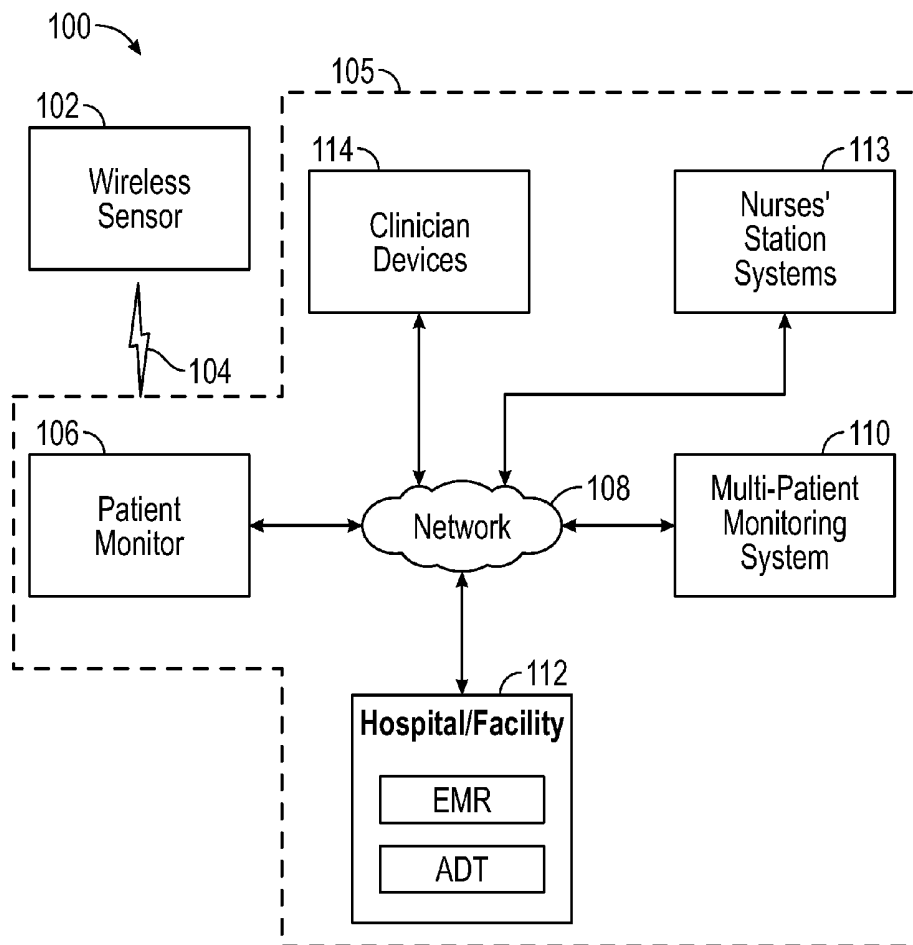 100
105
102
Wireless
Sensor
114
Clinician
Devices
113
Nurses'
Station
Systems
104
106
Patient
Monitor
108
Network
110
Multi-Patient
Monitoring
System
112
Hospital/Facility
EMR
ADT